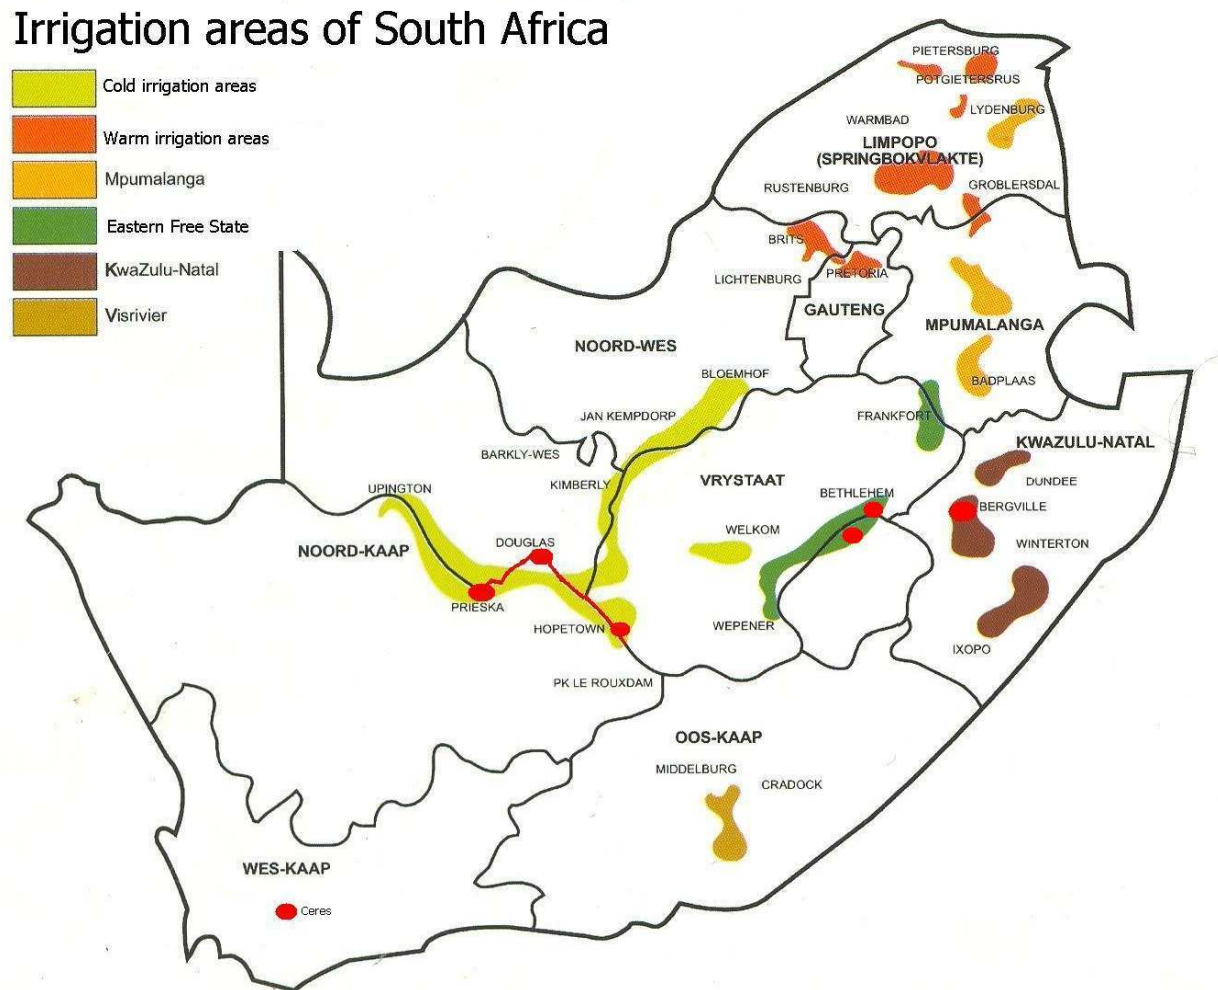 Irrigation areas of South Africa
Cold irrigation areas
Warm irrigation areas
Mpumalanga
Eastern Free State
KwaZulu-Natal
Visrivier
PIETERSBURG
POTGIETERSRUS
LYDENBURG
WARMBAD
LIMPOPO
(SPRINGBOKVLAKTE)
RUSTENBURG
GROBLERSDAL
BRITS
LICHTENBURG
PRETORIA
GAUTENG
MPUMALANGA
NOORD-WES
BLOEMHOF
BADPLAAS
JAN KEMPDORP
FRANKFORT
BARKLY-WES
KWAZULU-NATAL
KIMBERLY
VRYSTAAT
DUNDEE
UPINGTON
BETHLEHEM
BERGVILLE
WELKOM
NOORD-KAAP
DOUGLAS
WINTERTON
PRIESKA
HOPETOWN
WEPENER
IXOPO
PK LE ROUXDAM
OOS-KAAP
MIDDELBURG
CRADOCK
WES-KAAP
Ceres